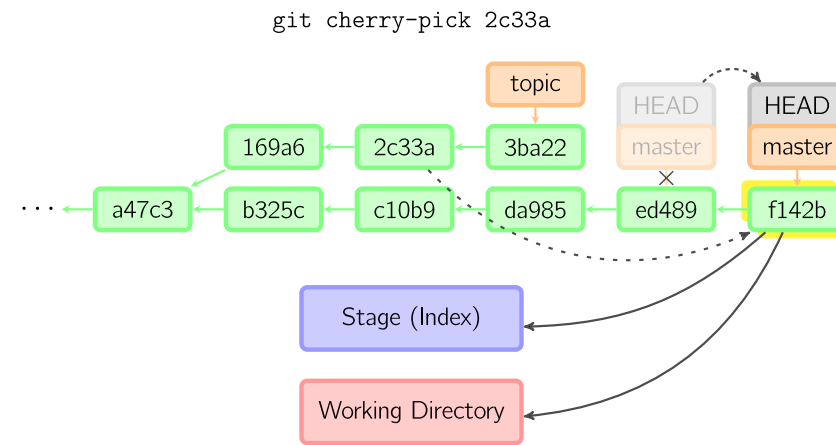 git cherry-pick 2c33a
topic
HEAD HEAD
169a6 2c33a 3ba22 master master
... a47c3 b325c c10b9 da985 ed489 f142b
Stage (Index)
Working Directory